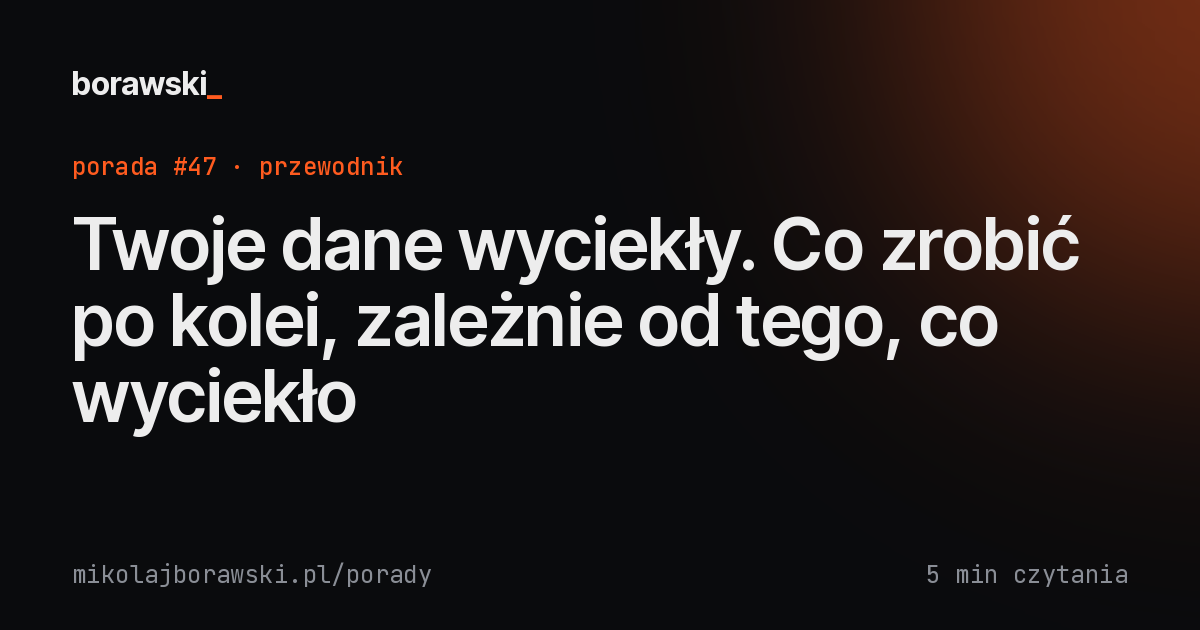 borawski_
porada #47 · przewodnik
Twoje dane wyciekły. Co zrobić
po kolei, zależnie od tego, co
wyciekło
mikolajborawski.pl/porady
5 min czytania